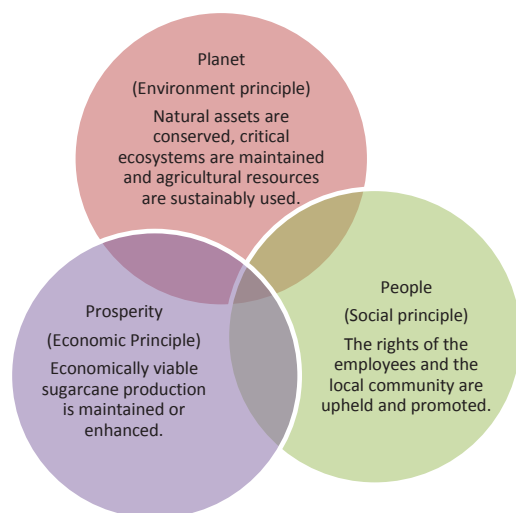 Planet
(Environment principle)
Natural assets are
conserved, critical
ecosystems are maintained
and agricultural resources
are sustainably used.
Prosperity
(Economic Principle)
Economically viable
sugarcane production
is maintained or
enhanced.
People
(Social principle)
The rights of the
employees and the
local community are
upheld and promoted.